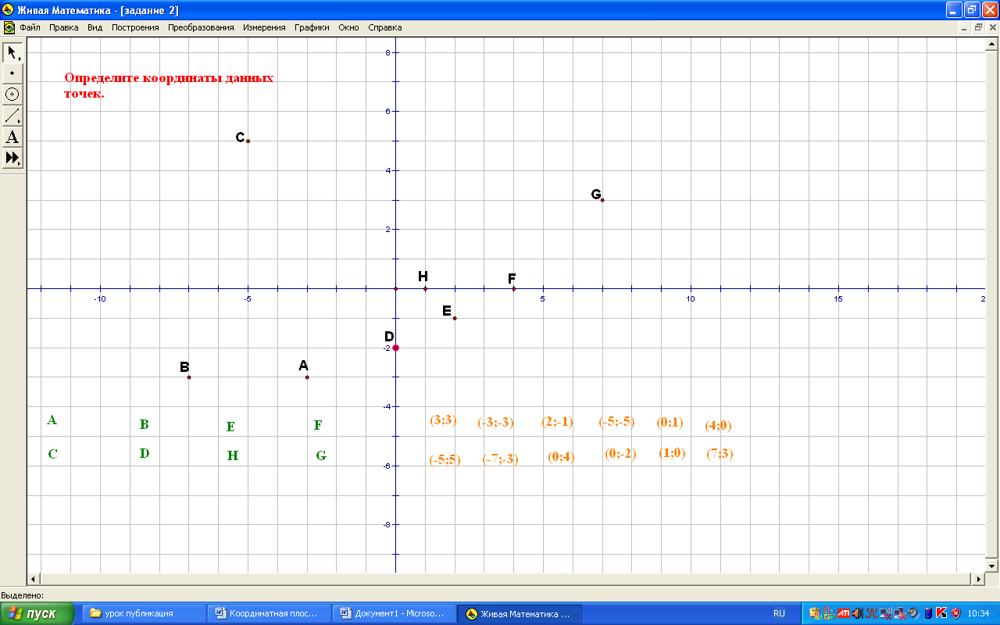 Живая Математика - [задание 2]
Файл Правка Вид Построения Преобразования Измерения Графики Окно Справка
A
Определите координаты данных
точек.
8
6
4
2
-2
-4
-6
-8
-10
-5
5
10
15
2
C
G
H
F
E
D
B
A
A B E F
C D H G
(3;3) (-3;-3) (2;-1) (-5;-5) (0;1) (4;0)
(-5;5) (-7;-3) (0;4) (0;-2) (1;0) (7;3)
Выделено:
пуск урок публикация Координатная плос... Документ1 - Microso... Живая Математика ... RU ATI K 10:34